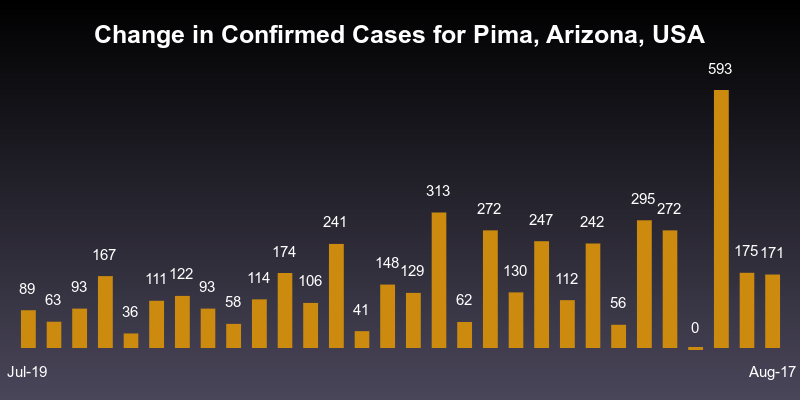 Change in Confirmed Cases for Pima, Arizona, USA
89 63 93 167 36 111 122 93 58 114 174 106 241 41 148 129 313 62 272 130 247 112 242 56 295 272 0 593 175 171
Jul-19 Aug-17